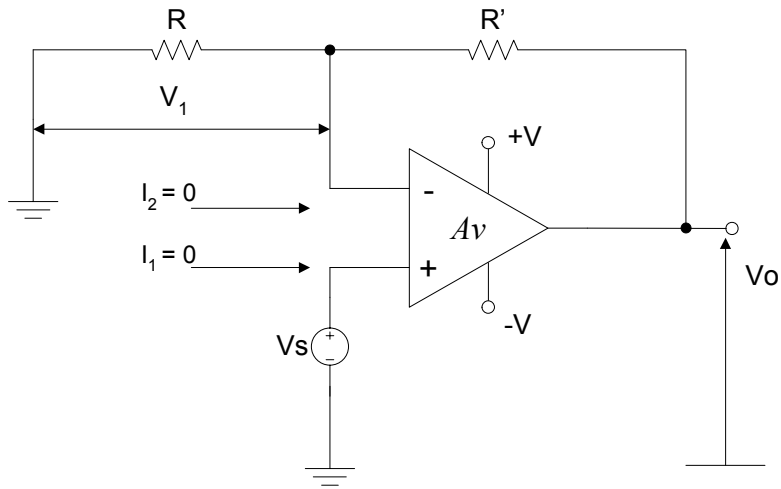 R R’
V1
+V
I2 = 0
-
Av
I1 = 0
+
Vo
-V
Vs
+
−